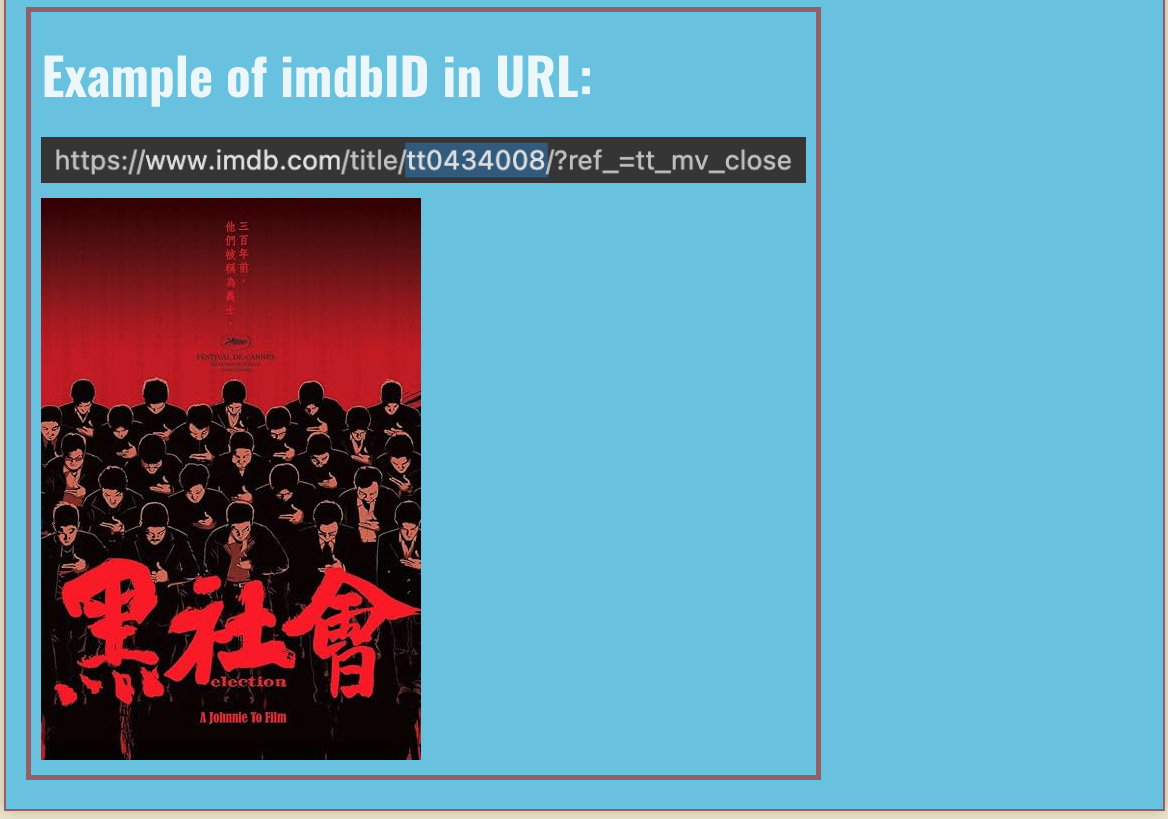 Example of imdbID in URL:
https://www.imdb.com/title/tt0434008/?ref_=tt_mv_close
三百年前，
他們被稱為義士。
FESTIVAL DE CANNES
黑社會
election
A Johnnie To Film